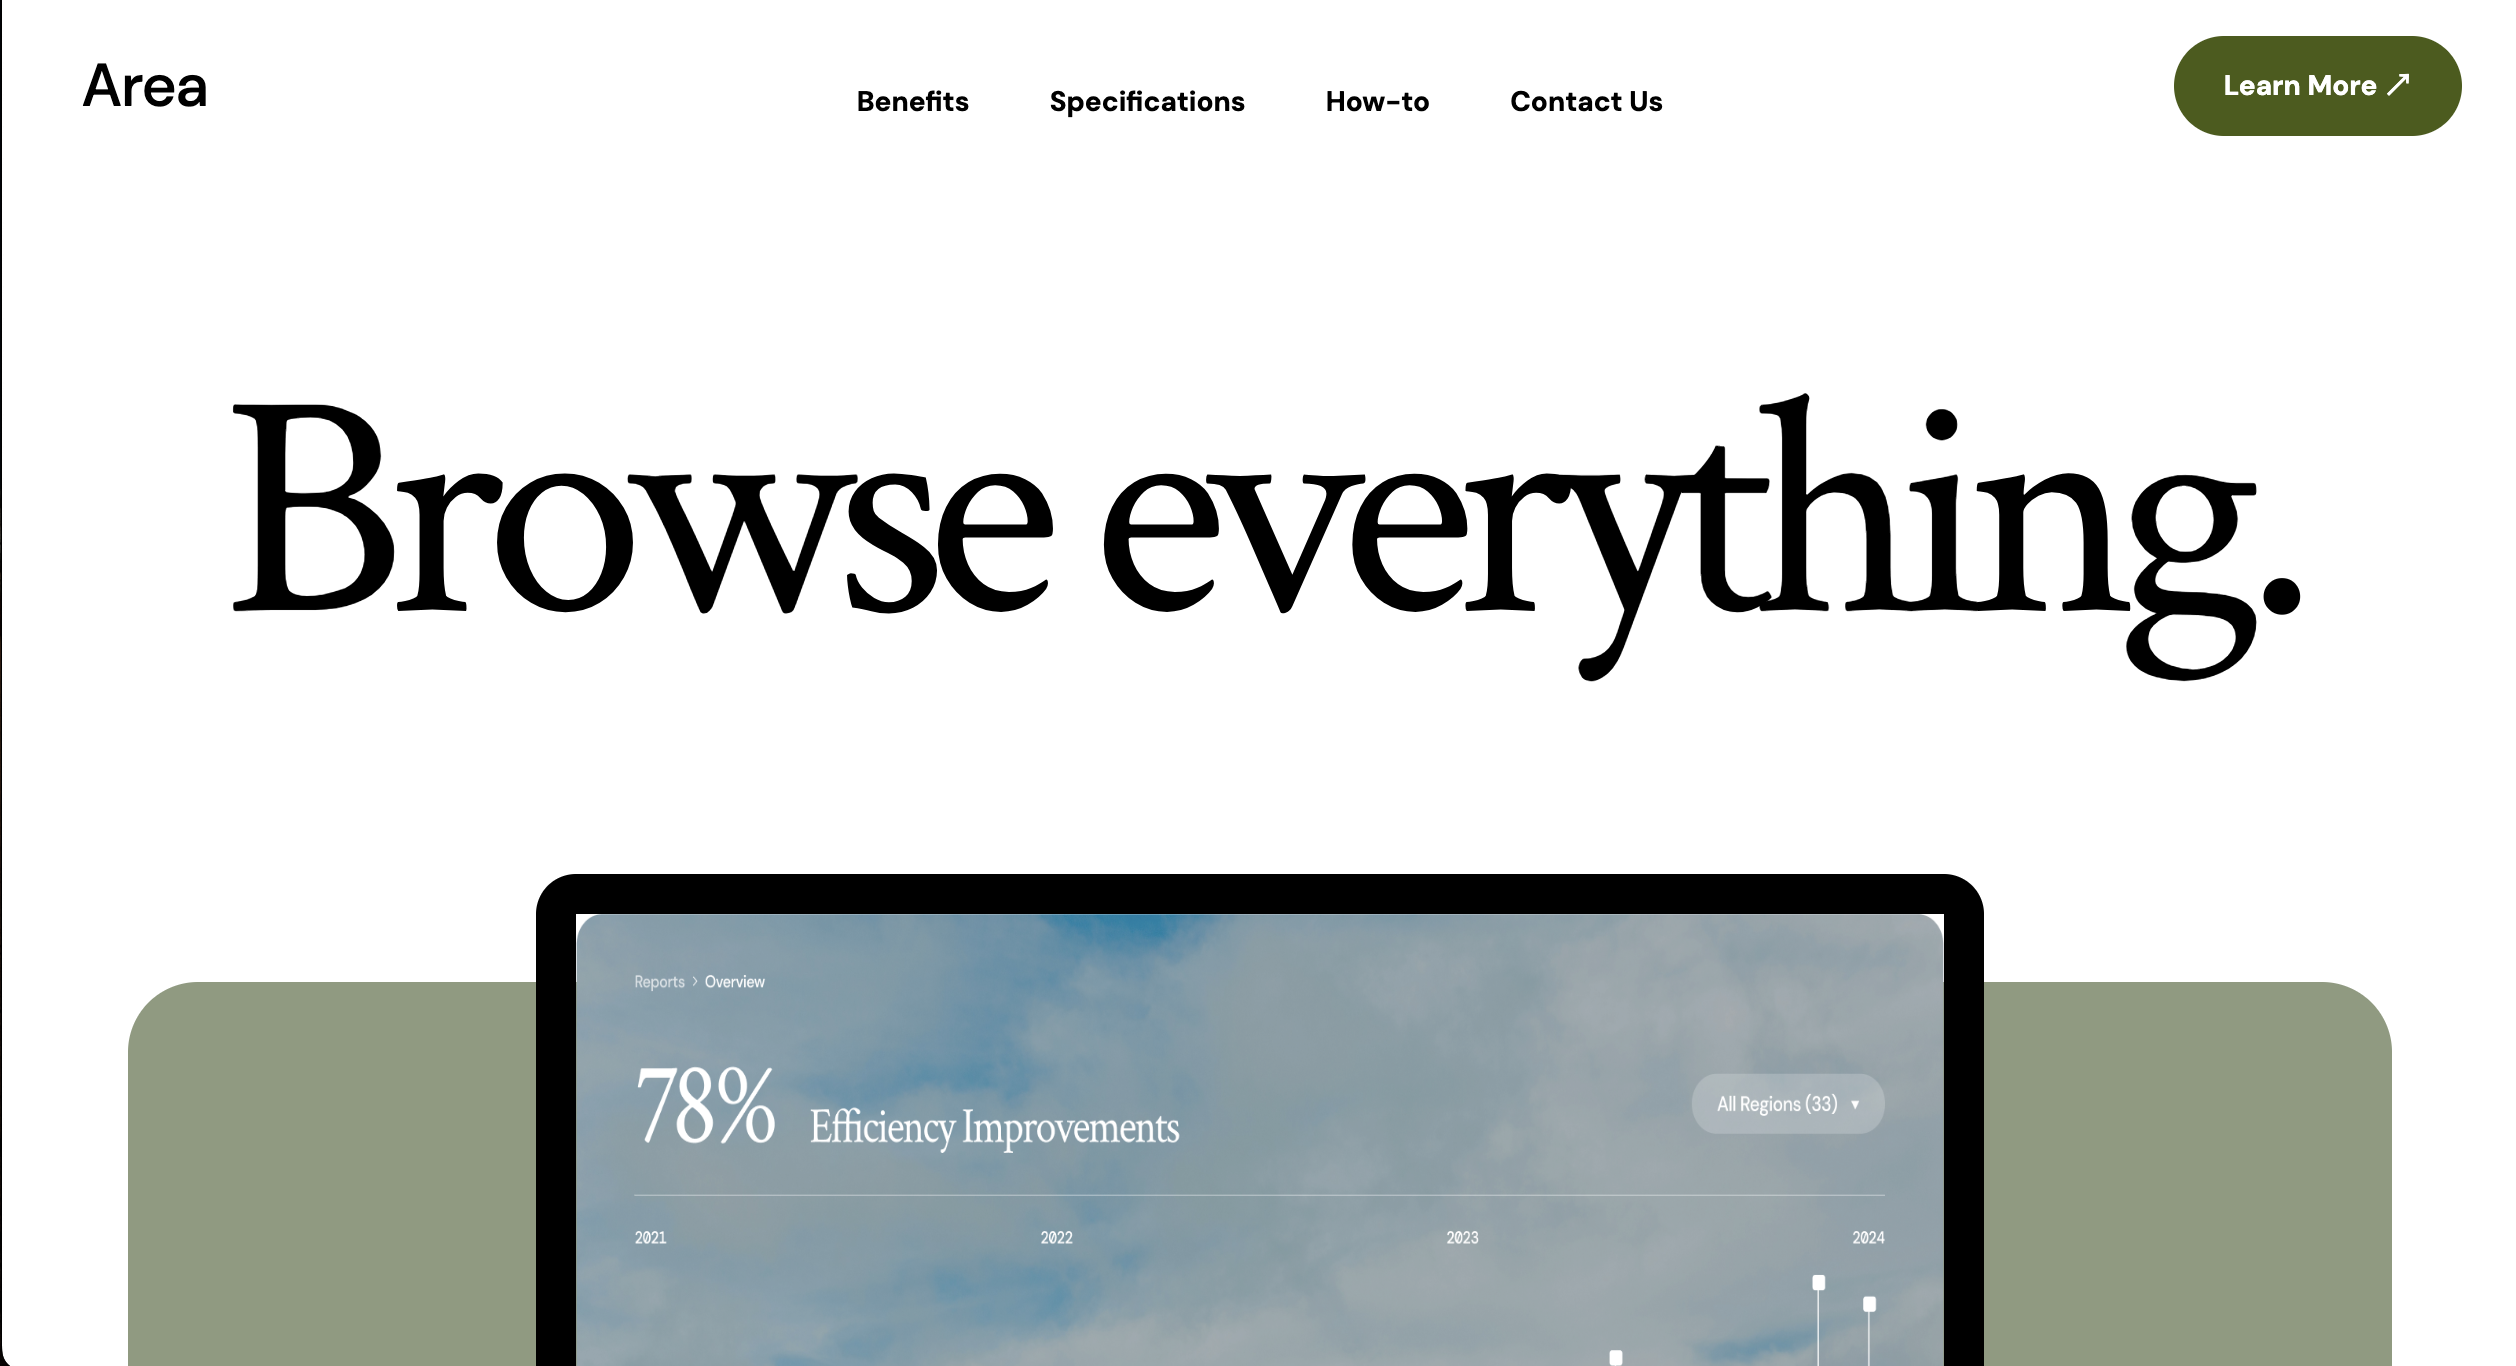 Area
Benefits
Specifications
How-to
Contact Us
Learn More ↗
Browse everything.
Reports > Overview
78% Efficiency Improvements
All Regions (33) ▼
2021 2022 2023 2024